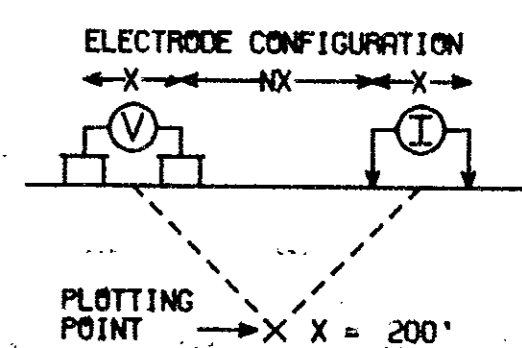 ELECTRODE CONFIGURATION
X NX X
V I
PLOTTING
POINT X X = 200'